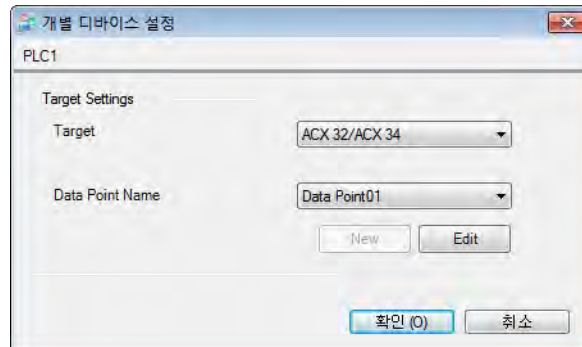 개별 디바이스 설정
PLC1
Target Settings
Target
ACX 32/ACX 34
Data Point Name
Data Point01
New
Edit
확인 (O)
취소